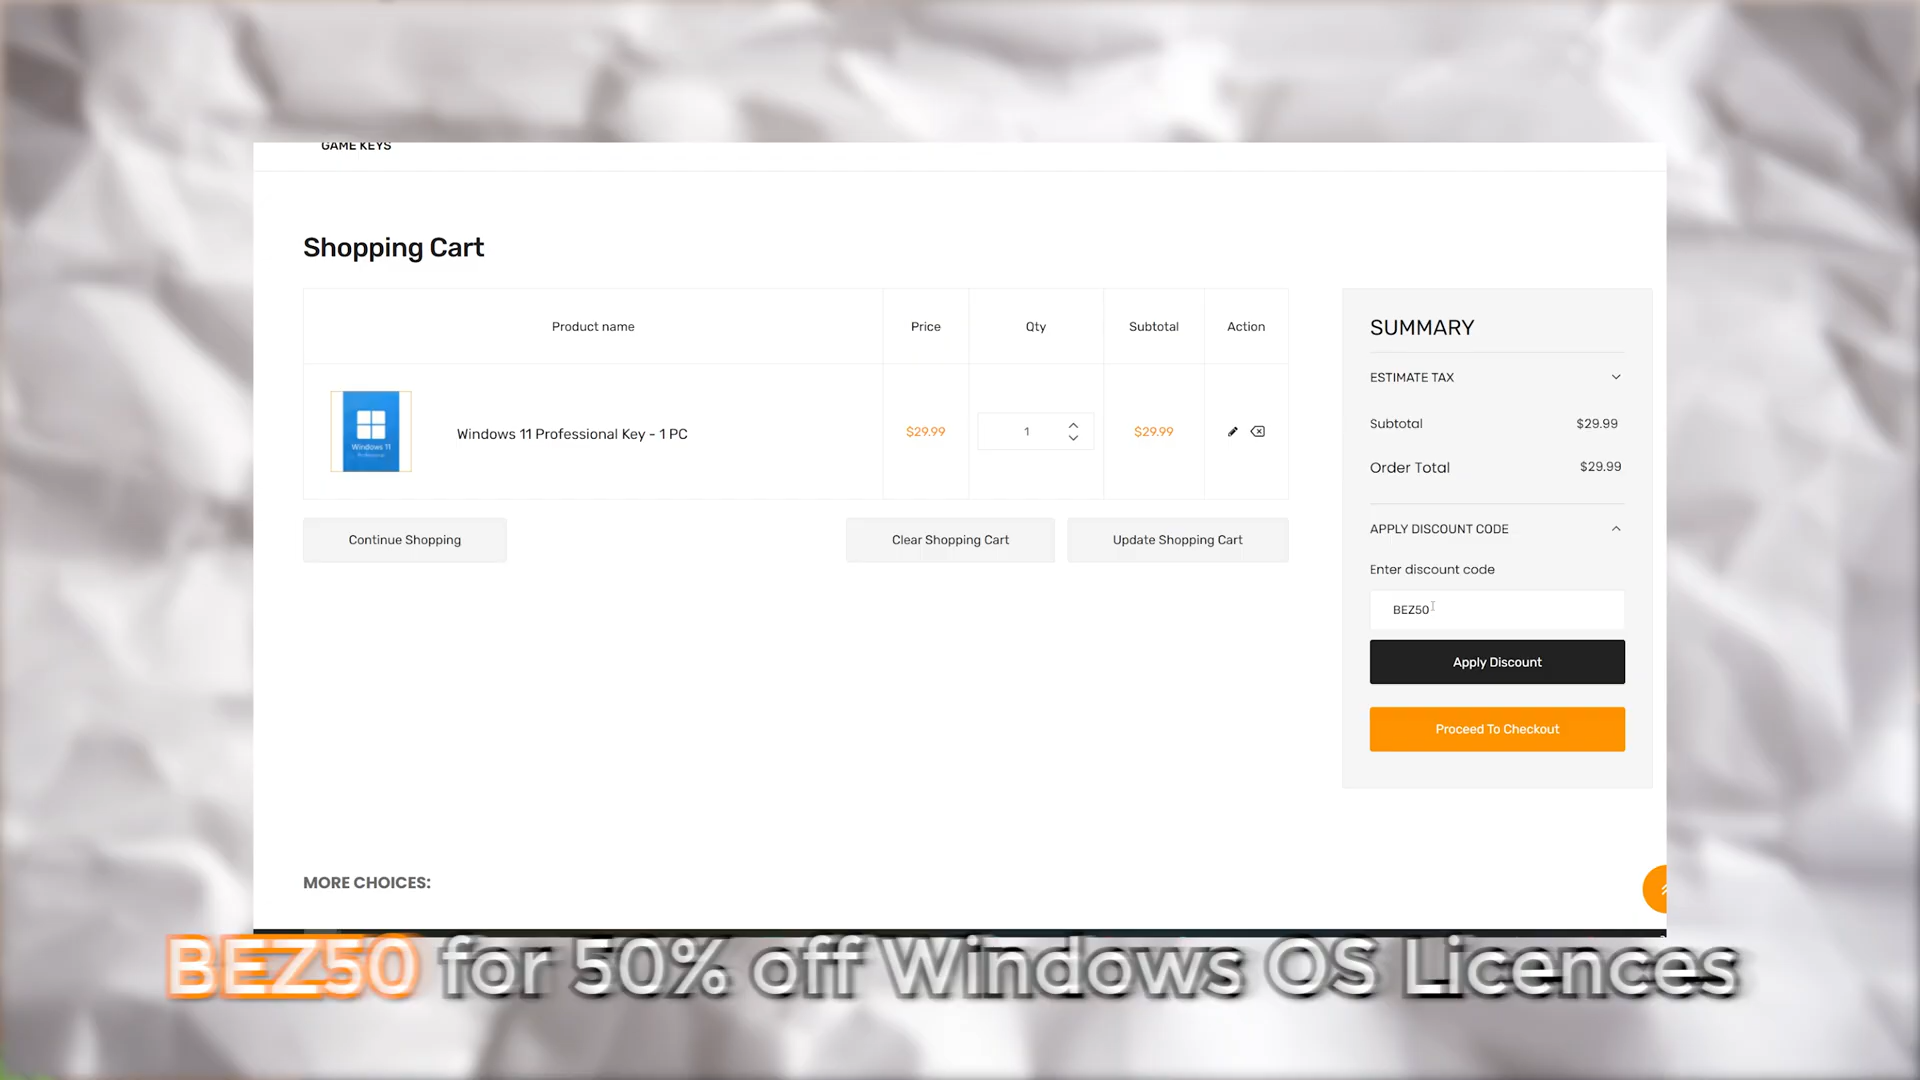 GAME KEYS
Shopping Cart
Product name
Price
Qty
Subtotal
Action
Windows 11
Professional
Windows 11 Professional Key - 1 PC
$29.99
1
$29.99
Continue Shopping
Clear Shopping Cart
Update Shopping Cart
SUMMARY
ESTIMATE TAX
Subtotal $29.99
Order Total $29.99
APPLY DISCOUNT CODE
Enter discount code
BEZ50
Apply Discount
Proceed To Checkout
MORE CHOICES:
BEZ50 for 50% off Windows OS Licences